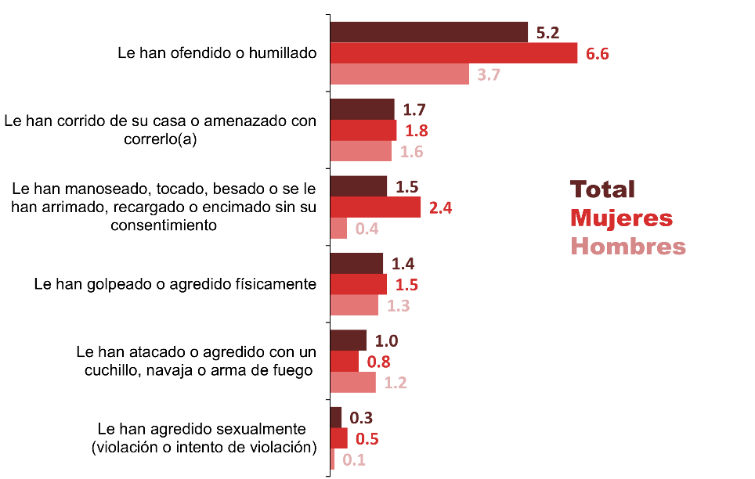 Le han ofendido o humillado
5.2
6.6
3.7
Le han corrido de su casa o amenazado con
correrlo(a)
1.7
1.8
1.6
Le han manoseado, tocado, besado o se le
han arrimado, recargado o encimado sin su
consentimiento
1.5
2.4
0.4
Total
Mujeres
Hombres
Le han golpeado o agredido físicamente
1.4
1.5
1.3
Le han atacado o agredido con un
cuchillo, navaja o arma de fuego
1.0
0.8
1.2
Le han agredido sexualmente
(violación o intento de violación)
0.3
0.5
0.1